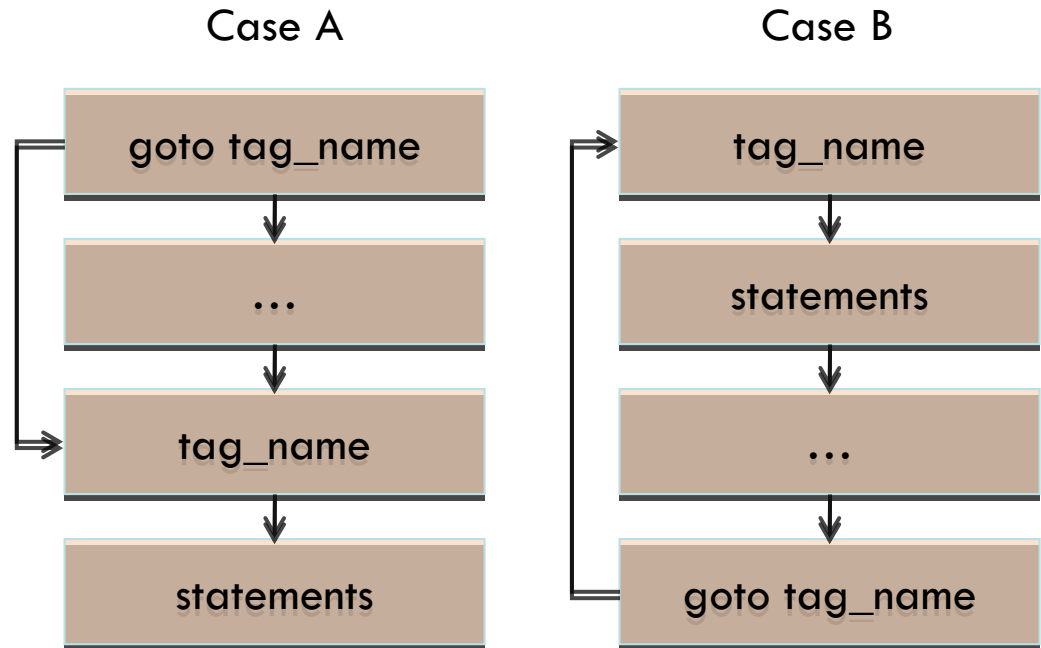 Case A
goto tag_name
...
tag_name
statements
Case B
tag_name
statements
...
goto tag_name